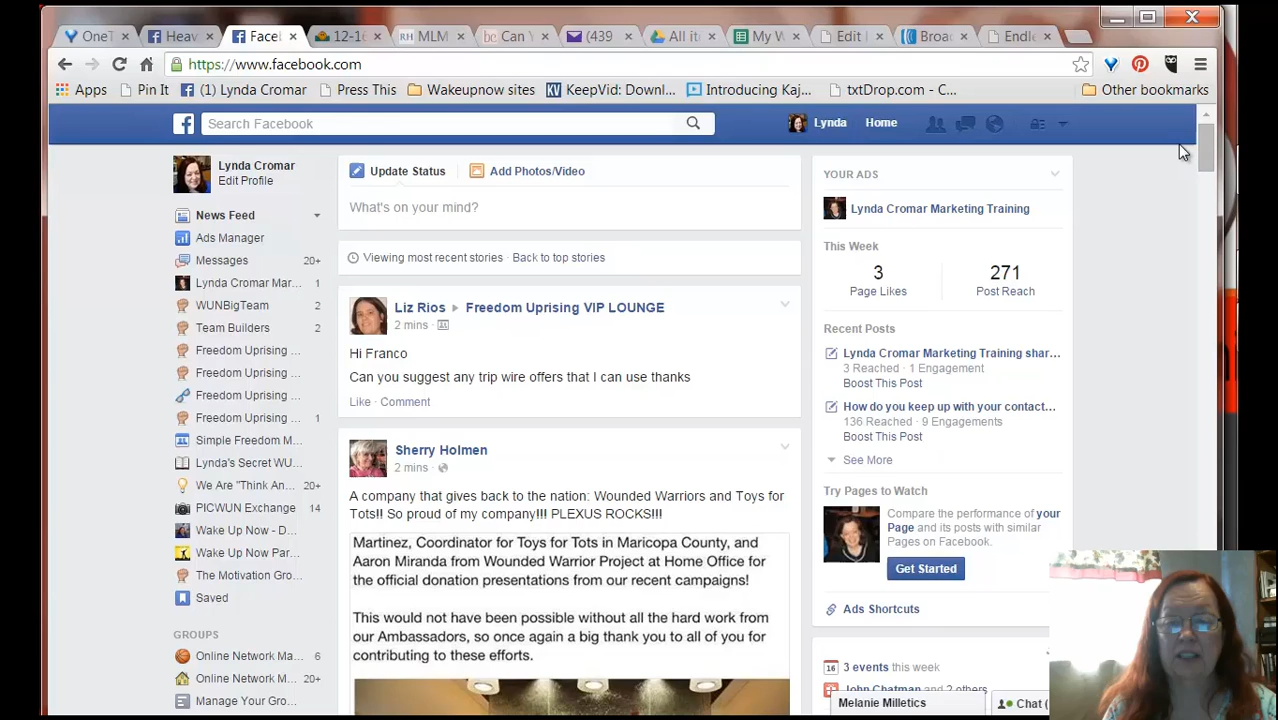 OneT
Heav
Facel
12-16
MLM
Can Y
(439
All ite
My W
Edit
Broad
Endle
https://www.facebook.com
Apps
Pin It
(1) Lynda Cromar
Press This
Wakeupnow sites
KeepVid: Downl...
Introducing Kaj...
txtDrop.com - C...
Other bookmarks
Search Facebook
Lynda
Home
Lynda Cromar
Edit Profile
News Feed
Ads Manager
Messages 20+
Lynda Cromar Mar... 1
WUNBigTeam 2
Team Builders 2
Freedom Uprising ...
Freedom Uprising ...
Freedom Uprising ...
Freedom Uprising ... 1
Simple Freedom M...
Lynda's Secret WU...
We Are "Think An... 20+
PICWUN Exchange 14
Wake Up Now - D...
Wake Up Now Par...
The Motivation Gro...
Saved
GROUPS
Online Network Ma... 6
Online Network M... 20+
Manage Your Gro...
Update Status
Add Photos/Video
What's on your mind?
Viewing most recent stories · Back to top stories
Liz Rios ▸ Freedom Uprising VIP LOUNGE
2 mins ·
Hi Franco
Can you suggest any trip wire offers that I can use thanks
Like · Comment
Sherry Holmen
2 mins ·
A company that gives back to the nation: Wounded Warriors and Toys for
Tots!! So proud of my company!!! PLEXUS ROCKS!!!
Martinez, Coordinator for Toys for Tots in Maricopa County, and
Aaron Miranda from Wounded Warrior Project at Home Office for
the official donation presentations from our recent campaigns!
This would not have been possible without all the hard work from
our Ambassadors, so once again a big thank you to all of you for
contributing to these efforts.
YOUR ADS
Lynda Cromar Marketing Training
This Week
3
Page Likes
271
Post Reach
Recent Posts
Lynda Cromar Marketing Training shar...
3 Reached · 1 Engagement
Boost This Post
How do you keep up with your contact...
136 Reached · 9 Engagements
Boost This Post
See More
Try Pages to Watch
Compare the performance of your
Page and its posts with similar
Pages on Facebook.
Get Started
Ads Shortcuts
16
3 events this week
John Chatman and 2 others
Melanie Milletics
Chat (